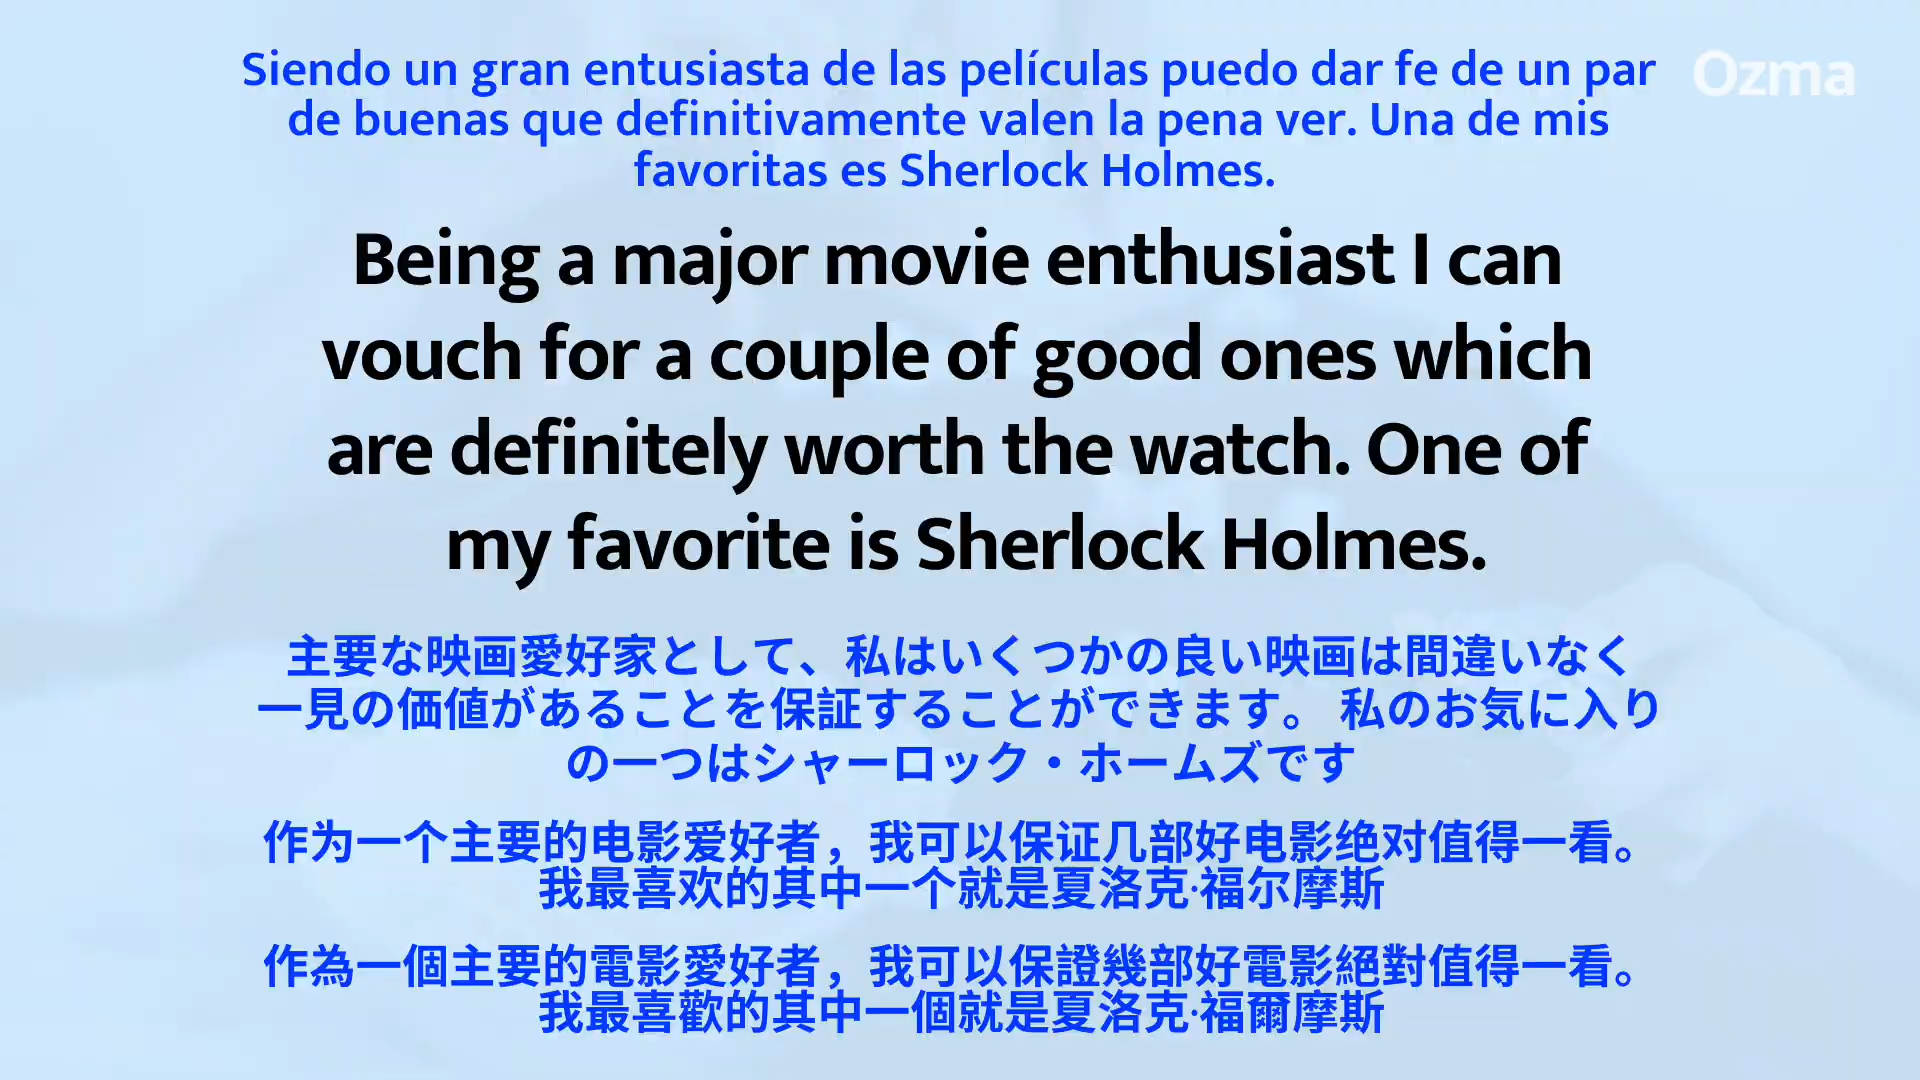 Siendo un gran entusiasta de las películas puedo dar fe de un par
de buenas que definitivamente valen la pena ver. Una de mis
favoritas es Sherlock Holmes.
Ozma
Being a major movie enthusiast I can
vouch for a couple of good ones which
are definitely worth the watch. One of
my favorite is Sherlock Holmes.
主要な映画愛好家として、私はいくつかの良い映画は間違いなく
一見の価値があることを保証することができます。 私のお気に入り
の一つはシャーロック・ホームズです
作为一个主要的电影爱好者，我可以保证几部好电影绝对值得一看。
我最喜欢的其中一个就是夏洛克·福尔摩斯
作為一個主要的電影愛好者，我可以保證幾部好電影絕對值得一看。
我最喜歡的其中一個就是夏洛克·福爾摩斯